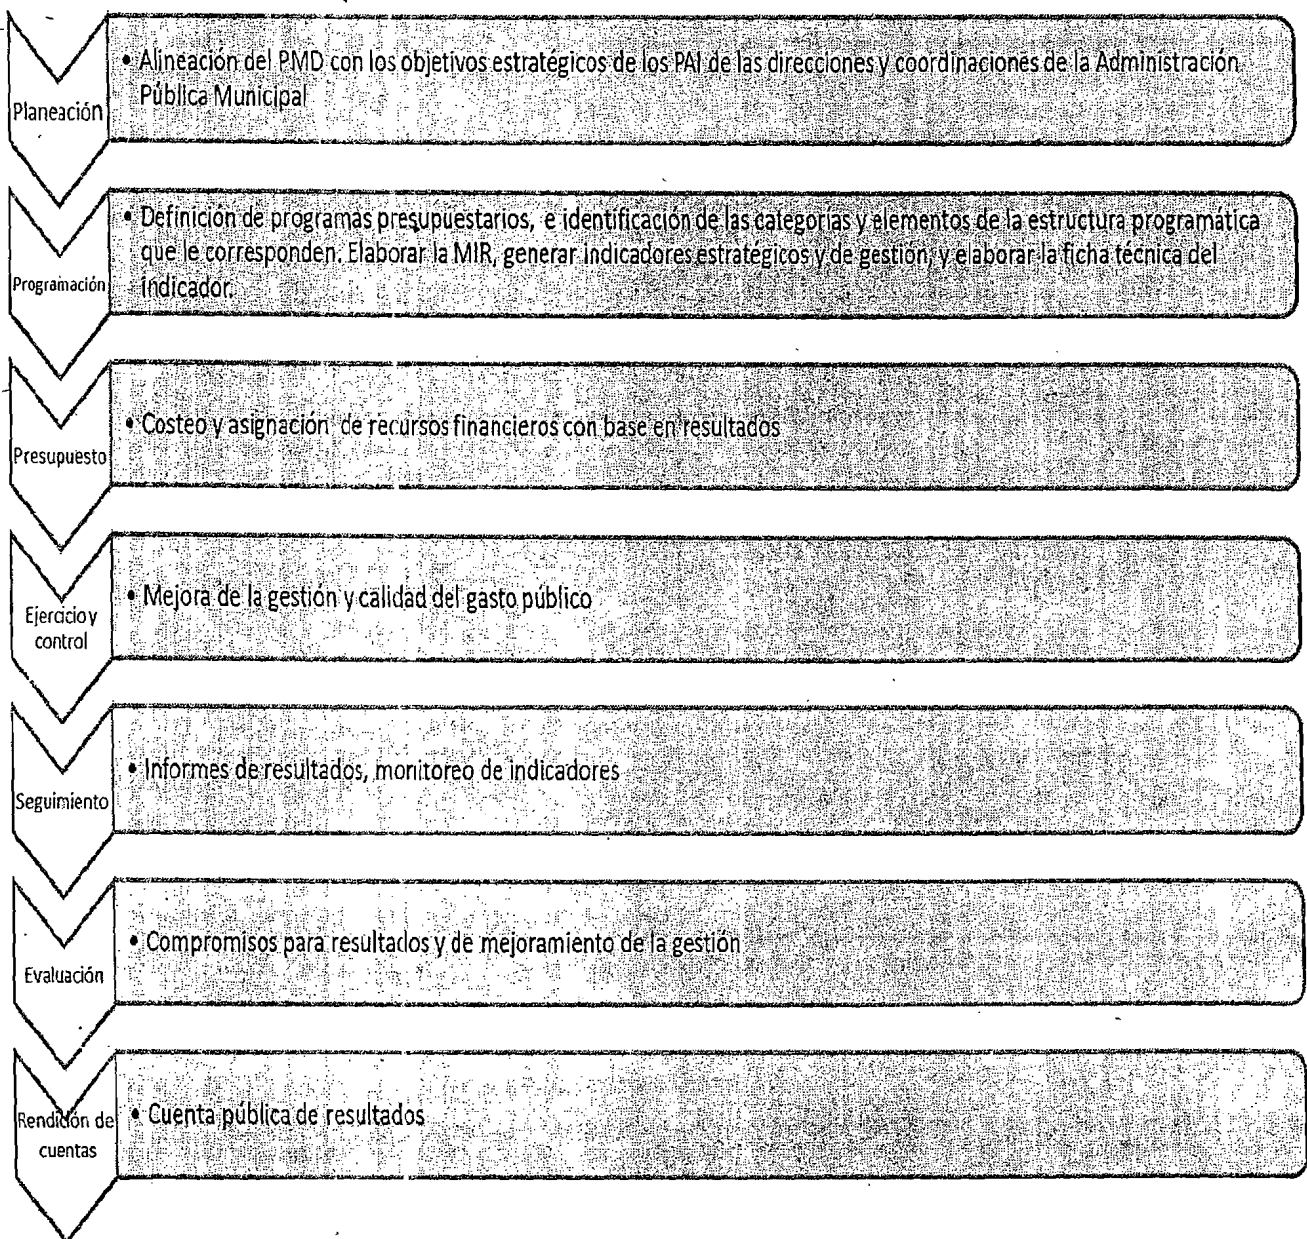 Planeación
• Alineación del PMD con los objetivos estratégicos de los PAI de las direcciones y coordinaciones de la Administración
Pública Municipal
Programación
• Definición de programas presupuestarios, e identificación de las categorías y elementos de la estructura programática
que le corresponden. Elaborar la MIR, generar indicadores estratégicos y de gestión, y elaborar la ficha técnica del
indicador.
Presupuesto
• Costeo y asignación de recursos financieros con base en resultados
Ejercicio y
control
• Mejora de la gestión y calidad del gasto público
Seguimiento
• Informes de resultados, monitoreo de indicadores
Evaluación
• Compromisos para resultados y de mejoramiento de la gestión
Rendición de
cuentas
• Cuenta pública de resultados